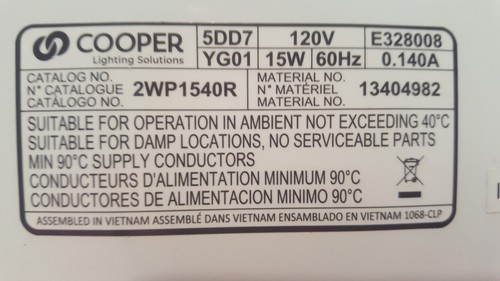 COOPER 5DD7 120V E328008
Lighting Solutions YG01 15W 60Hz 0.140A
CATALOG NO. MATERIAL NO.
N° CATALOGUE 2WP1540R N° MATÉRIEL 13404982
CATÁLOGO NO. MATERIAL NO.
SUITABLE FOR OPERATION IN AMBIENT NOT EXCEEDING 40°C
SUITABLE FOR DAMP LOCATIONS, NO SERVICEABLE PARTS
MIN 90°C SUPPLY CONDUCTORS
CONDUCTEURS D'ALIMENTATION MINIMUM 90°C
CONDUCTORES DE ALIMENTACION MINIMO 90°C
ASSEMBLED IN VIETNAM ASSEMBLÉ DANS VIETNAM ENSAMBLADO EN VIETNAM 1068-CLP